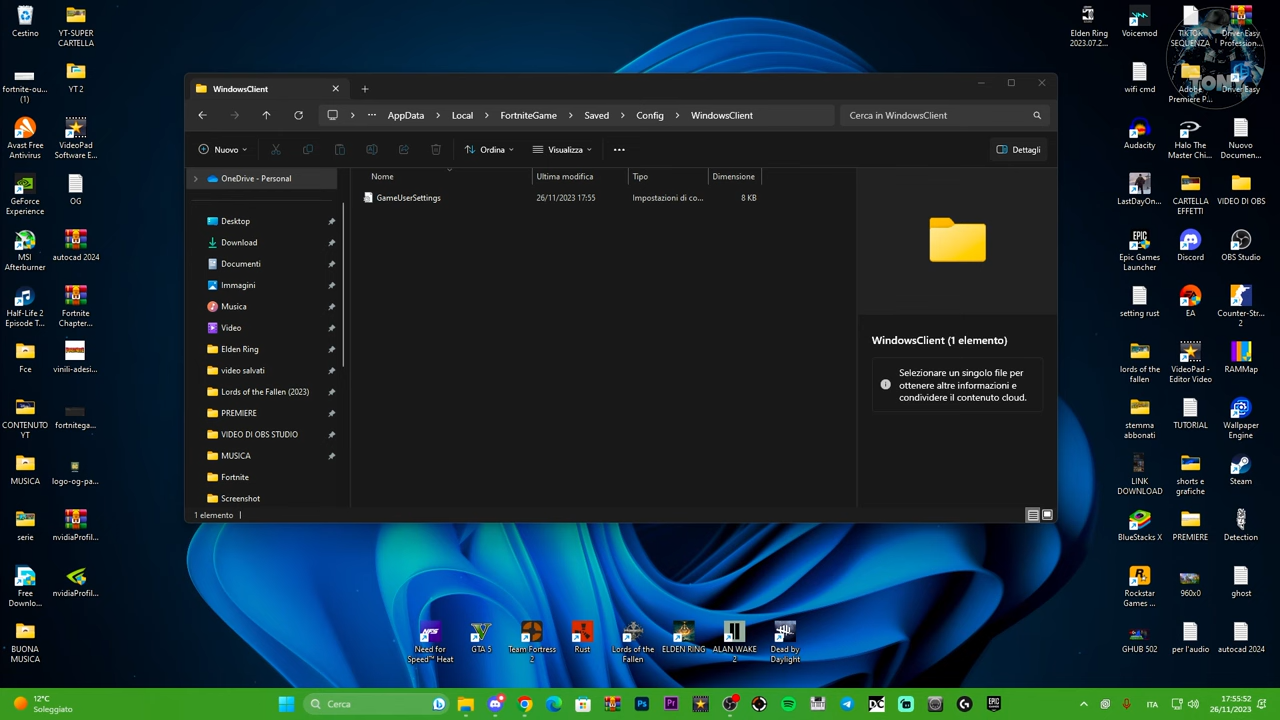 Cestino
YT-SUPER
CARTELLA
Elden Ring
2023.07.2...
Voicemod
TIKTOK
SEQUENZA
Driver Easy
Profession...
TONY
fortnite-ou...
(1)
YT 2
wifi cmd
Adobe
Premiere P...
Driver Easy
Avast Free
Antivirus
VideoPad
Software E...
Audacity
Halo The
Master Chi...
Nuovo
Documen...
GeForce
Experience
OG
LastDayOn...
CARTELLA
EFFETTI
VIDEO DI OBS
MSI
Afterburner
autocad 2024
Epic Games
Launcher
Discord
OBS Studio
Half-Life 2
Episode T...
Fortnite
Chapter...
setting rust
EA
Counter-Str...
2
Fce
vinili-adesi...
lords of the
fallen
VideoPad -
Editor Video
RAMMap
CONTENUTO
YT
fortnitega...
stemma
abbonati
TUTORIAL
Wallpaper
Engine
MUSICA
logo-og-pa...
LINK
DOWNLOAD
shorts e
grafiche
Steam
serie
nvidiaProfil...
BlueStacks X
PREMIERE
Detection
Free
Downlo...
nvidiaProfil...
Rockstar
Games ...
960x0
ghost
BUONA
MUSICA
GHUB 502
per l'audio
autocad 2024
WindowsClient
AppData
Local
FortniteGame
Saved
Config
WindowsClient
Cerca in WindowsClient
Nuovo
Ordina
Visualizza
Dettagli
OneDrive - Personal
Desktop
Download
Documenti
Immagini
Musica
Video
Elden Ring
video salvati
Lords of the Fallen (2023)
PREMIERE
VIDEO DI OBS STUDIO
MUSICA
Fortnite
Screenshot
Nome
Ultima modifica
Tipo
Dimensione
GameUserSettings
26/11/2023 17:55
Impostazioni di co...
8 KB
WindowsClient (1 elemento)
Selezionare un singolo file per
ottenere altre informazioni e
condividere il contenuto cloud.
1 elemento
Need for
Speed™ Heat
GTA 5
Team Fortress
2
Rust
Lords of the
Fallen
ELDEN RING
ALAN WAKE
2
Dead by
Daylight
12°C
Soleggiato
Cerca
ITA
17:55:52
26/11/2023